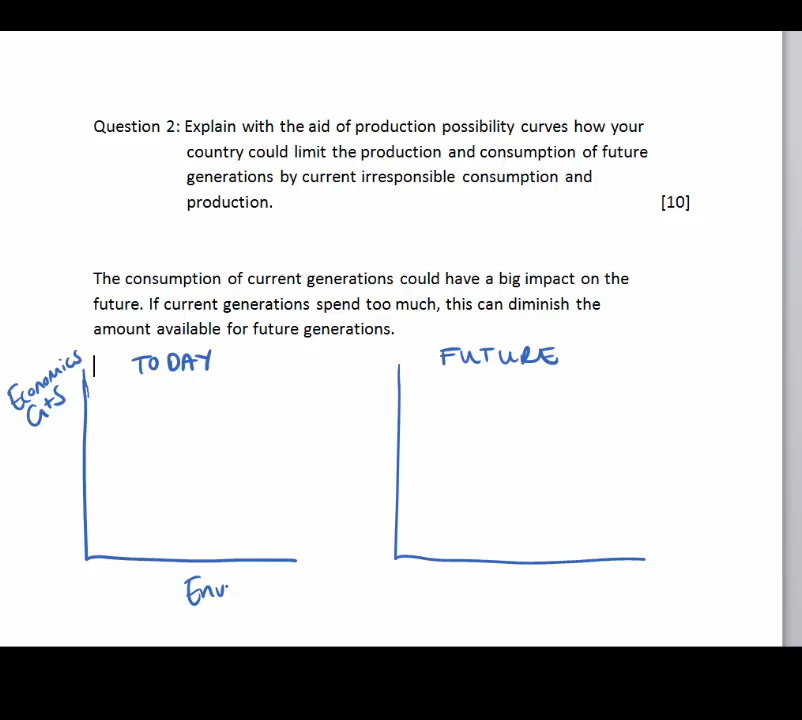 Question 2: Explain with the aid of production possibility curves how your
country could limit the production and consumption of future
generations by current irresponsible consumption and
production. [10]
The consumption of current generations could have a big impact on the
future. If current generations spend too much, this can diminish the
amount available for future generations.
TODAY
FUTURE
Economics
G+S
Env.